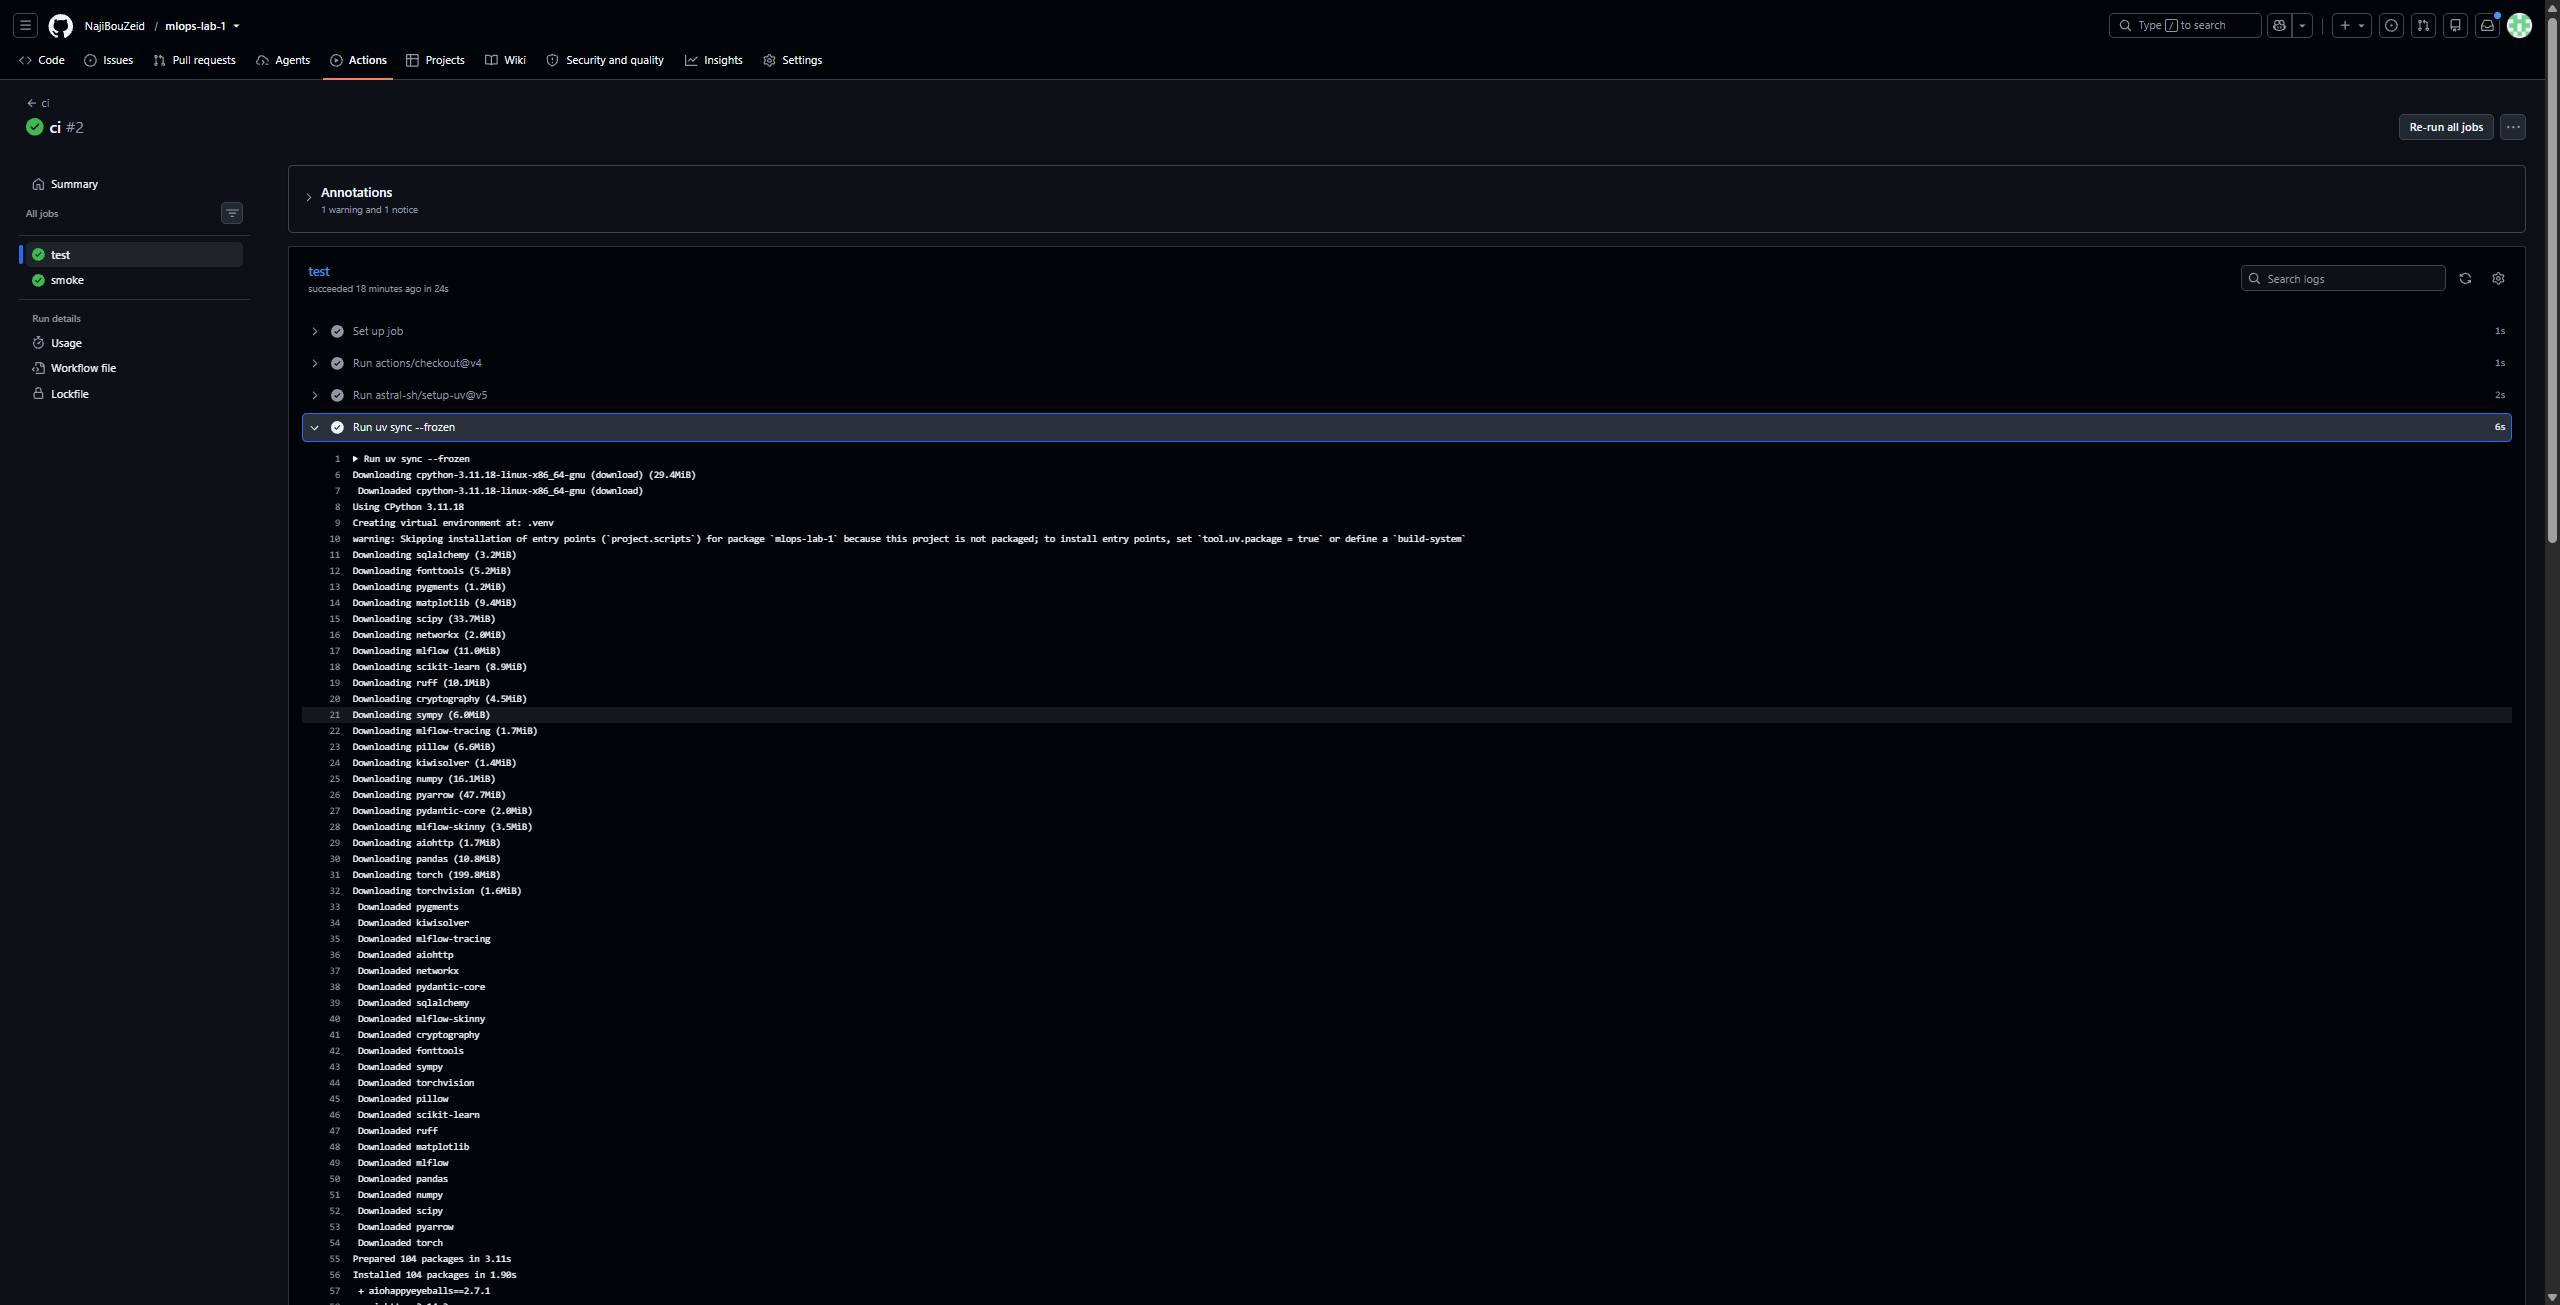 NajiBouZeid / mlops-lab-1
Type / to search
Code Issues Pull requests Agents Actions Projects Wiki Security and quality Insights Settings
ci
ci #2
Re-run all jobs
Summary
All jobs
test
smoke
Run details
Usage
Workflow file
Lockfile
Annotations
1 warning and 1 notice
test
succeeded 18 minutes ago in 24s
Search logs
Set up job 1s
Run actions/checkout@v4 1s
Run astral-sh/setup-uv@v5 2s
Run uv sync --frozen 6s
1 Run uv sync --frozen
6 Downloading cpython-3.11.18-linux-x86_64-gnu (download) (29.4MiB)
7 Downloaded cpython-3.11.18-linux-x86_64-gnu (download)
8 Using CPython 3.11.18
9 Creating virtual environment at: .venv
10 warning: Skipping installation of entry points (`project.scripts`) for package `mlops-lab-1` because this project is not packaged; to install entry points, set `tool.uv.package = true` or define a `build-system`
11 Downloading sqlalchemy (3.2MiB)
12 Downloading fonttools (5.2MiB)
13 Downloading pygments (1.2MiB)
14 Downloading matplotlib (9.4MiB)
15 Downloading scipy (33.7MiB)
16 Downloading networkx (2.0MiB)
17 Downloading mlflow (11.0MiB)
18 Downloading scikit-learn (8.9MiB)
19 Downloading ruff (10.1MiB)
20 Downloading cryptography (4.5MiB)
21 Downloading sympy (6.0MiB)
22 Downloading mlflow-tracing (1.7MiB)
23 Downloading pillow (6.6MiB)
24 Downloading kiwisolver (1.4MiB)
25 Downloading numpy (16.1MiB)
26 Downloading pyarrow (47.7MiB)
27 Downloading pydantic-core (2.0MiB)
28 Downloading mlflow-skinny (3.5MiB)
29 Downloading aiohttp (1.7MiB)
30 Downloading pandas (10.8MiB)
31 Downloading torch (199.8MiB)
32 Downloading torchvision (1.6MiB)
33 Downloaded pygments
34 Downloaded kiwisolver
35 Downloaded mlflow-tracing
36 Downloaded aiohttp
37 Downloaded networkx
38 Downloaded pydantic-core
39 Downloaded sqlalchemy
40 Downloaded mlflow-skinny
41 Downloaded cryptography
42 Downloaded fonttools
43 Downloaded sympy
44 Downloaded torchvision
45 Downloaded pillow
46 Downloaded scikit-learn
47 Downloaded ruff
48 Downloaded matplotlib
49 Downloaded mlflow
50 Downloaded pandas
51 Downloaded numpy
52 Downloaded scipy
53 Downloaded pyarrow
54 Downloaded torch
55 Prepared 104 packages in 3.11s
56 Installed 104 packages in 1.90s
57 + aiohappyeyeballs==2.7.1